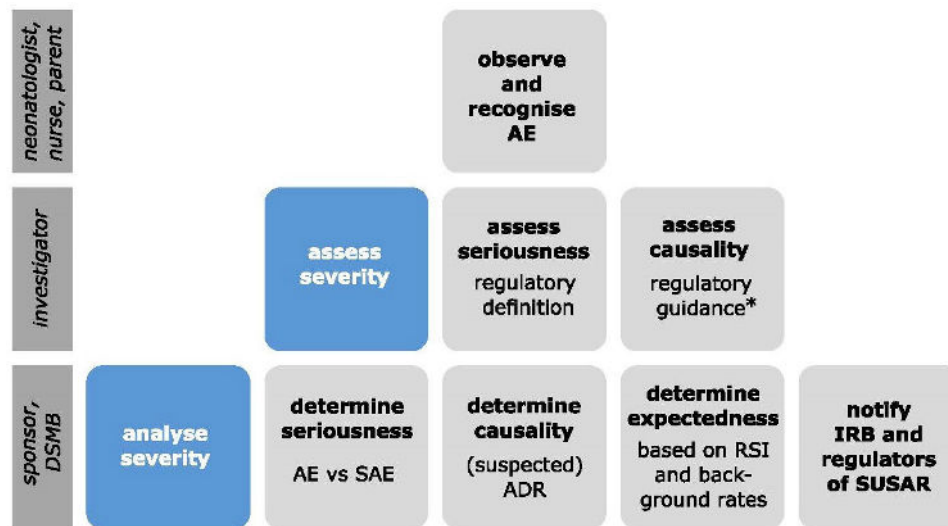 neonatologist,
nurse, parent
observe
and
recognise
AE
investigator
assess
severity
assess
seriousness
regulatory
definition
assess
causality
regulatory
guidance*
sponsor,
DSMB
analyse
severity
determine
seriousness
AE vs SAE
determine
causality
(suspected)
ADR
determine
expectedness
based on RSI
and back-
ground rates
notify
IRB and
regulators
of SUSAR